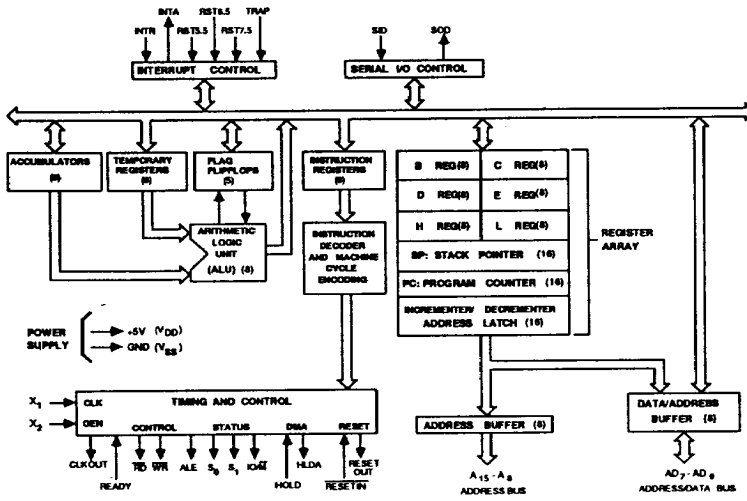 INTA RST6.5 TRAP
INTR RST5.5 RST7.5
SID SOD
INTERRUPT CONTROL
SERIAL I/O CONTROL
ACCUMULATORS
(8)
TEMPORARY
REGISTERS
(8)
FLAG
FLIPFLOPS
(5)
INSTRUCTION
REGISTERS
(8)
B REG(8) C REG(8)
D REG(8) E REG(8)
H REG(8) L REG(8)
SP: STACK POINTER (16)
PC: PROGRAM COUNTER (16)
INCREMENTER/ DECREMENTER
ADDRESS LATCH (16)
REGISTER
ARRAY
ARITHMETIC
LOGIC
UNIT
(ALU) (8)
INSTRUCTION
DECODER
AND MACHINE
CYCLE
ENCODING
POWER
SUPPLY
+5V (VDD)
GND (VSS)
X1
X2
CLK
GEN
TIMING AND CONTROL
CONTROL STATUS DMA RESET
CLKOUT
READY
RD WR ALE S0 S1 IO/M
HOLD
HLDA
RESETIN
RESET
OUT
ADDRESS BUFFER (8)
DATA/ADDRESS
BUFFER (8)
A15 - A8
ADDRESS BUS
AD7 - AD0
ADDRESS/DATA BUS